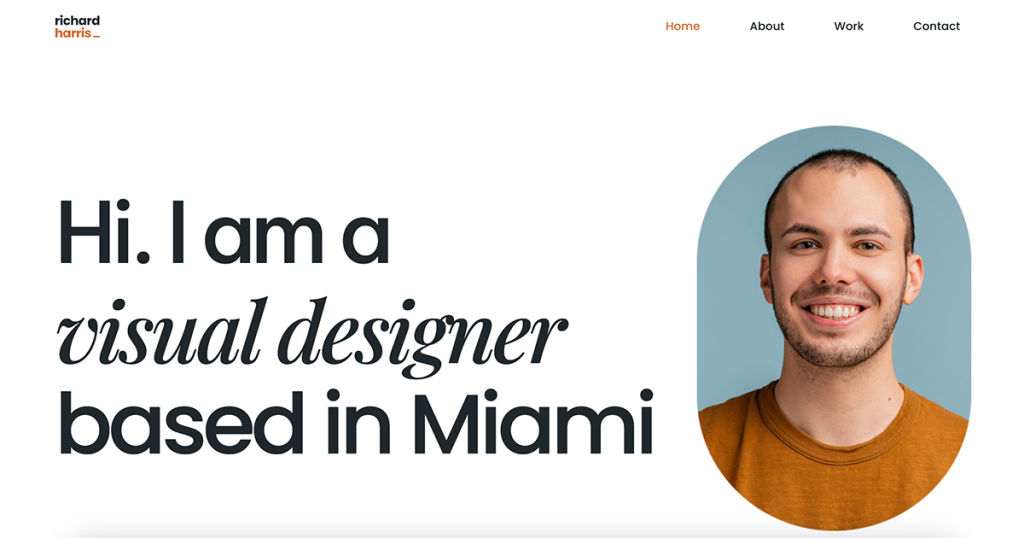 richard
harris_
Home About Work Contact
Hi. I am a
visual designer
based in Miami